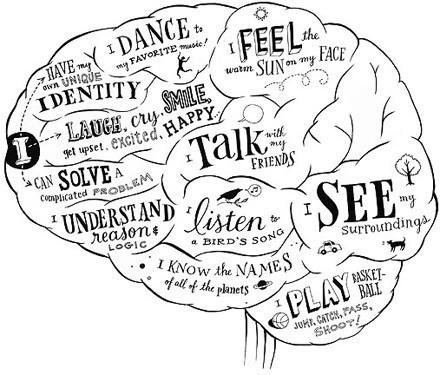 I DANCE to
my FAVORITE music!
I FEEL the
warm SUN on my FACE
HAVE my
own UNIQUE
IDENTITY
I
LAUGH, cry, SMILE,
get upset, excited, HAPPY
I Talk with
my
FRIENDS
CAN SOLVE a
complicated PROBLEM
I SEE my
surroundings.
I UNDERSTAND
reason &
LOGIC
I listen to
a BIRD'S SONG
I KNOW the NAMES
of all of the planets
I PLAY BASKET-
BALL
JUMP, CATCH, PASS,
SHOOT!